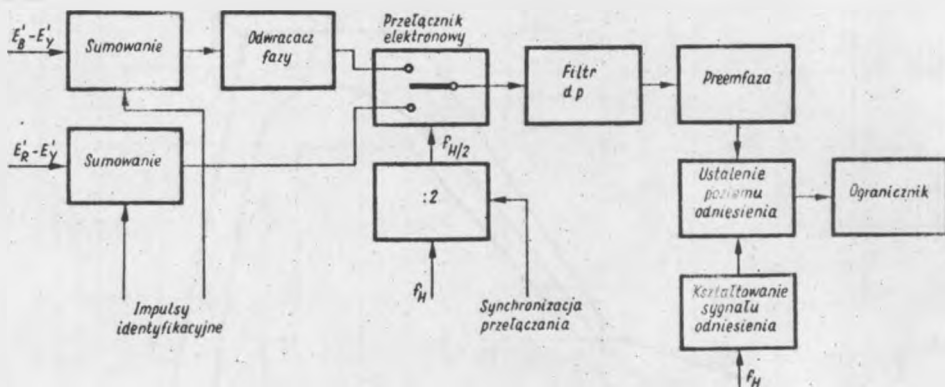 E'B-E'Y
Sumowanie
Odwracacz
fazy
Przełącznik
elektronowy
Filtr
d p
Preemfaza
E'R-E'Y
Sumowanie
fH/2
:2
Ustalenie
poziomu
odniesienia
Ogranicznik
Impulsy
identyfikacyjne
fH
Synchronizacja
przełączania
Kształtowanie
sygnału
odniesienia
fH